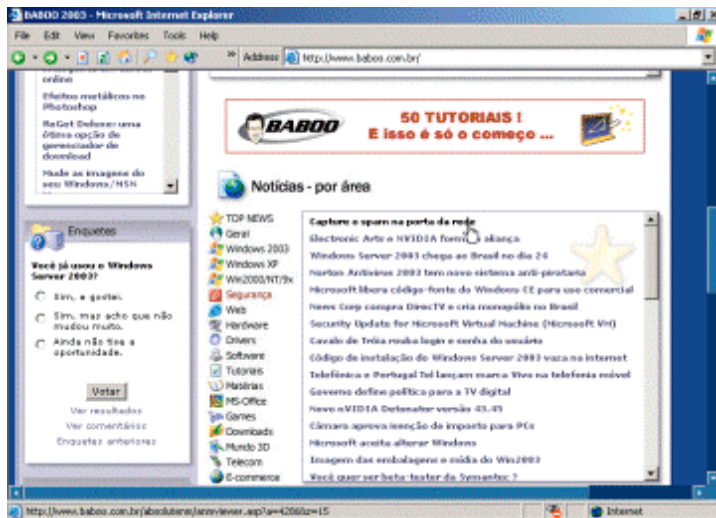 BABOO 2003 - Microsoft Internet Explorer
File Edit View Favorites Tools Help
Address http://www.baboo.com.br/
online
Efeitos metálicos no
Photoshop
ReGet Deluxe: uma
ótima opção de
gerenciador de
download
Mude as imagens do
seu Windows/MSN
BABOO
50 TUTORIAIS !
E isso é só o começo ...
Notícias - por área
Enquetes
Você já usou o Windows
Server 2003?
Sim, e gostei.
Sim, mas acho que não
mudou muito.
Ainda não tive a
oportunidade.
Votar
Ver resultados
Ver comentários
Enquetes anteriores
TOP NEWS
Geral
Windows 2003
Windows XP
Win2000/NT/9x
Segurança
Web
Hardware
Drivers
Software
Tutoriais
Matérias
MS-Office
Games
Downloads
Mundo 3D
Telecom
E-commerce
Capture o spam na porta da rede
Electronic Arts e NVIDIA aliança
Windows Server 2003 chega ao Brasil no dia 24
Norton Antivirus 2003 tem novo sistema anti-pirataria
Microsoft libera código-fonte do Windows CE para uso comercial
News Corp compra DirecTV e cria monopólio no Brasil
Security Update for Microsoft Virtual Machine (Microsoft VM)
Cavalo de Tróia rouba login e senha do usuário
Código de instalação do Windows Server 2003 vaza na internet
Telefônica e Portugal Tel lançam marca Vivo na telefonia móvel
Governo define política para a TV digital
Novo nVIDIA Detonator versão 43.45
Câmara aprova isenção de imposto para PCs
Microsoft aceita alterar Windows
Imagem das embalagens e mídia do Win2003
Você quer ser beta-tester da Symantec ?
Internet